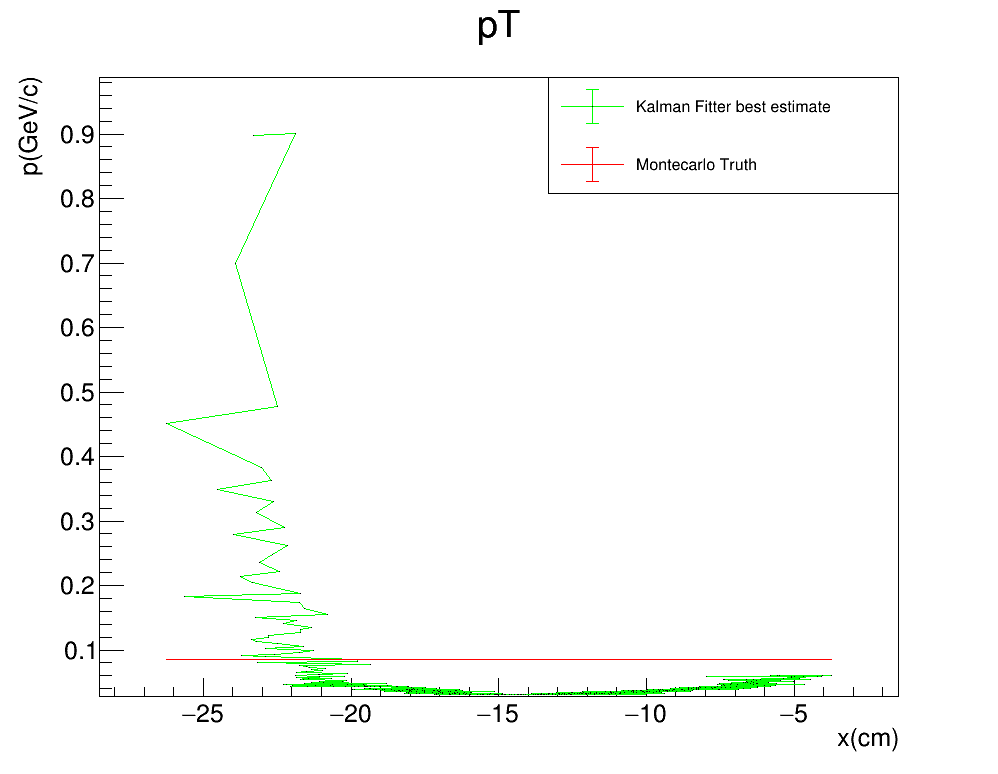 pT
p(GeV/c)
Kalman Fitter best estimate
Montecarlo Truth
0.9
0.8
0.7
0.6
0.5
0.4
0.3
0.2
0.1
−25 −20 −15 −10 −5
x(cm)